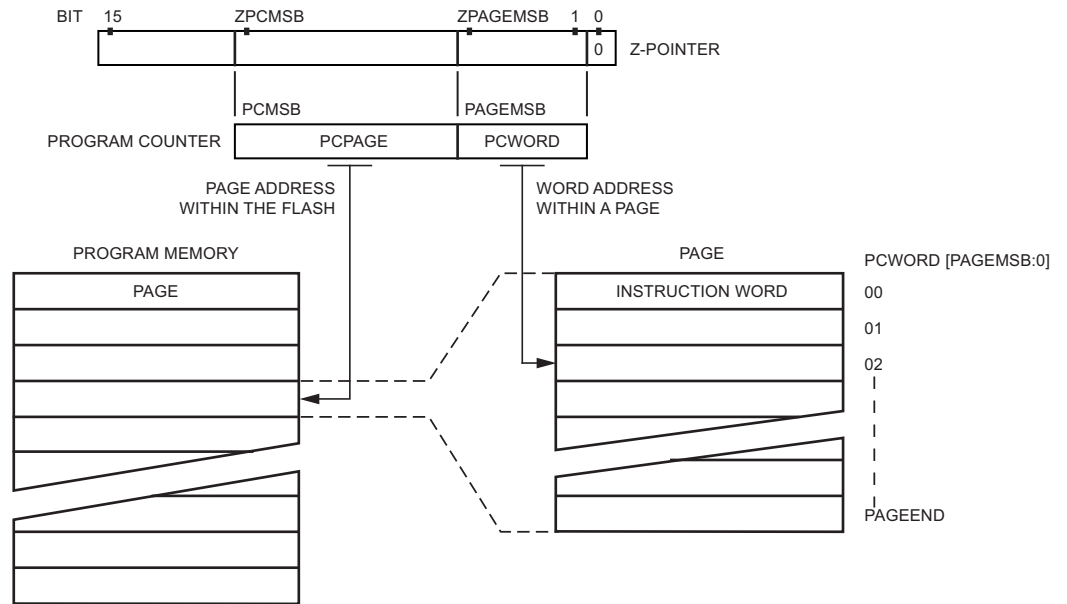 BIT 15 ZPCMSB ZPAGEMSB 1 0
0 Z-POINTER
PCMSB PAGEMSB
PROGRAM COUNTER PCPAGE PCWORD
PAGE ADDRESS
WITHIN THE FLASH
WORD ADDRESS
WITHIN A PAGE
PROGRAM MEMORY
PAGE
PAGE
PCWORD [PAGEMSB:0]
INSTRUCTION WORD
00
01
02
PAGEEND